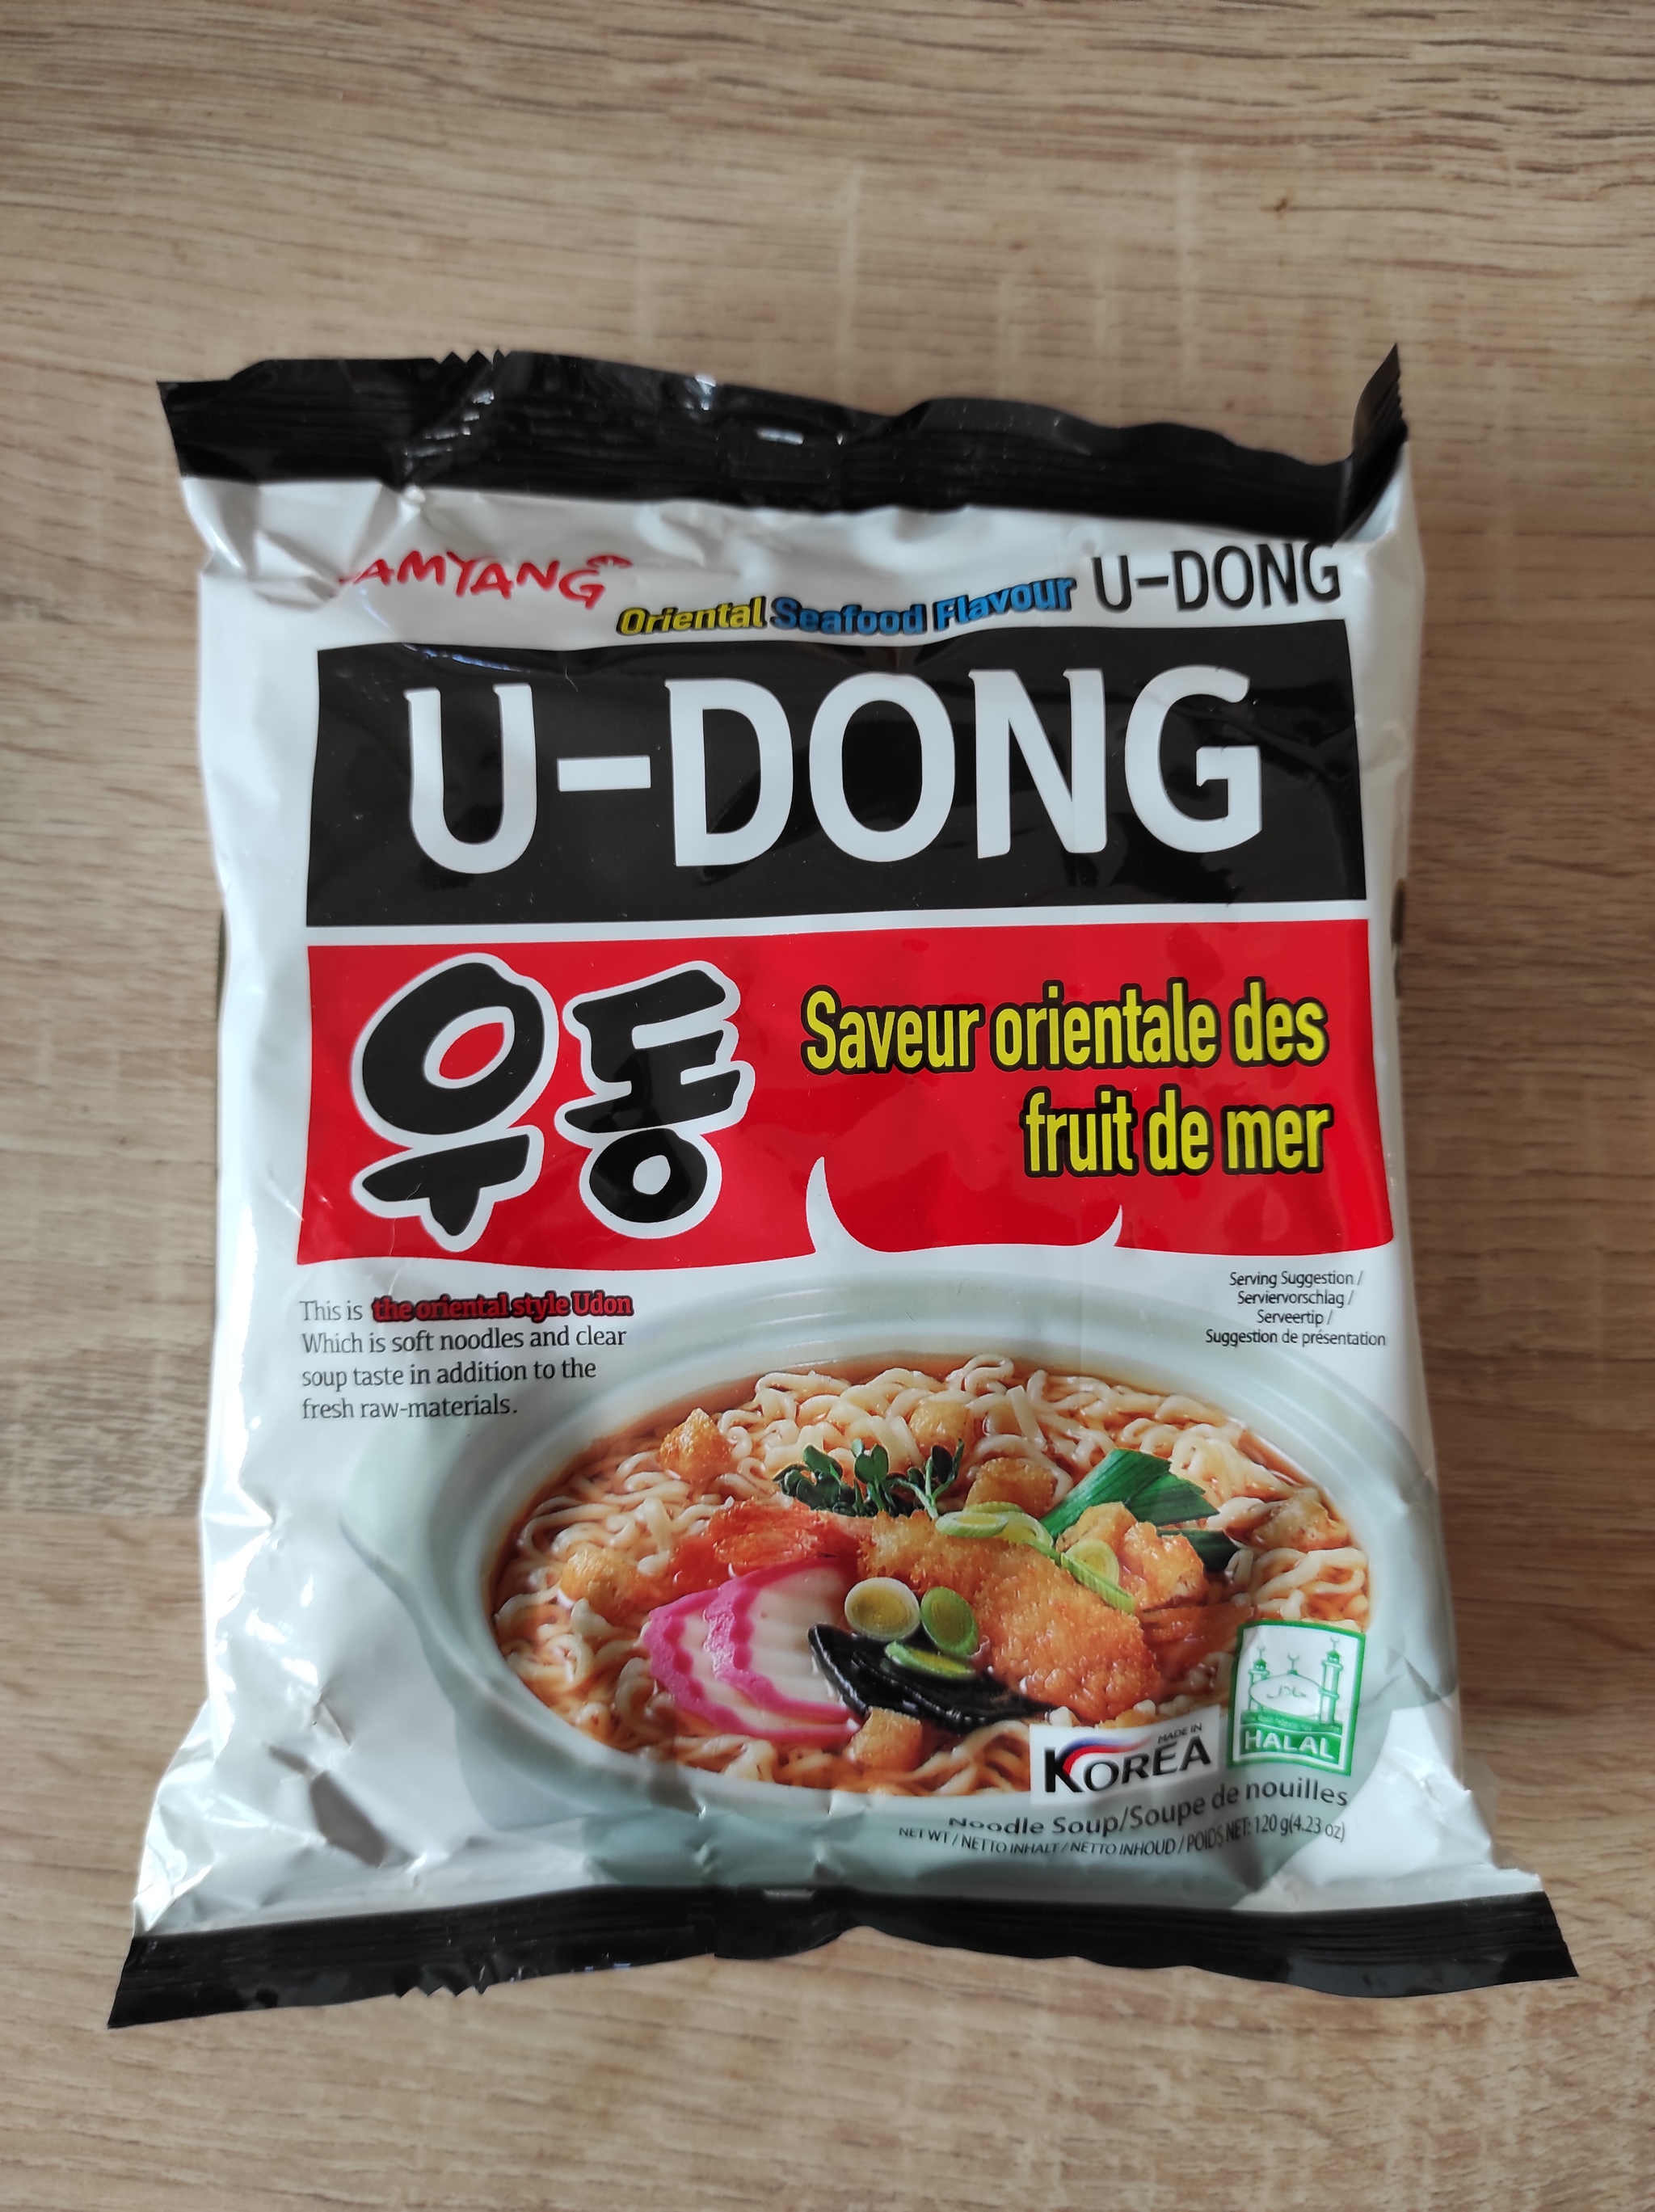 SAMYANG
Oriental Seafood Flavour U-DONG
U-DONG
우동
Saveur orientale des
fruit de mer
This is the oriental style Udon
Which is soft noodles and clear
soup taste in addition to the
fresh raw-materials.
Serving Suggestion /
Serviervorschlag /
Serveertip /
Suggestion de présentation
MADE IN
KOREA
حلال
HALAL
Noodle Soup/Soupe de nouilles
NET WT / NETTO INHALT / NETTO INHOUD / POIDS NET: 120 g(4.23 oz)